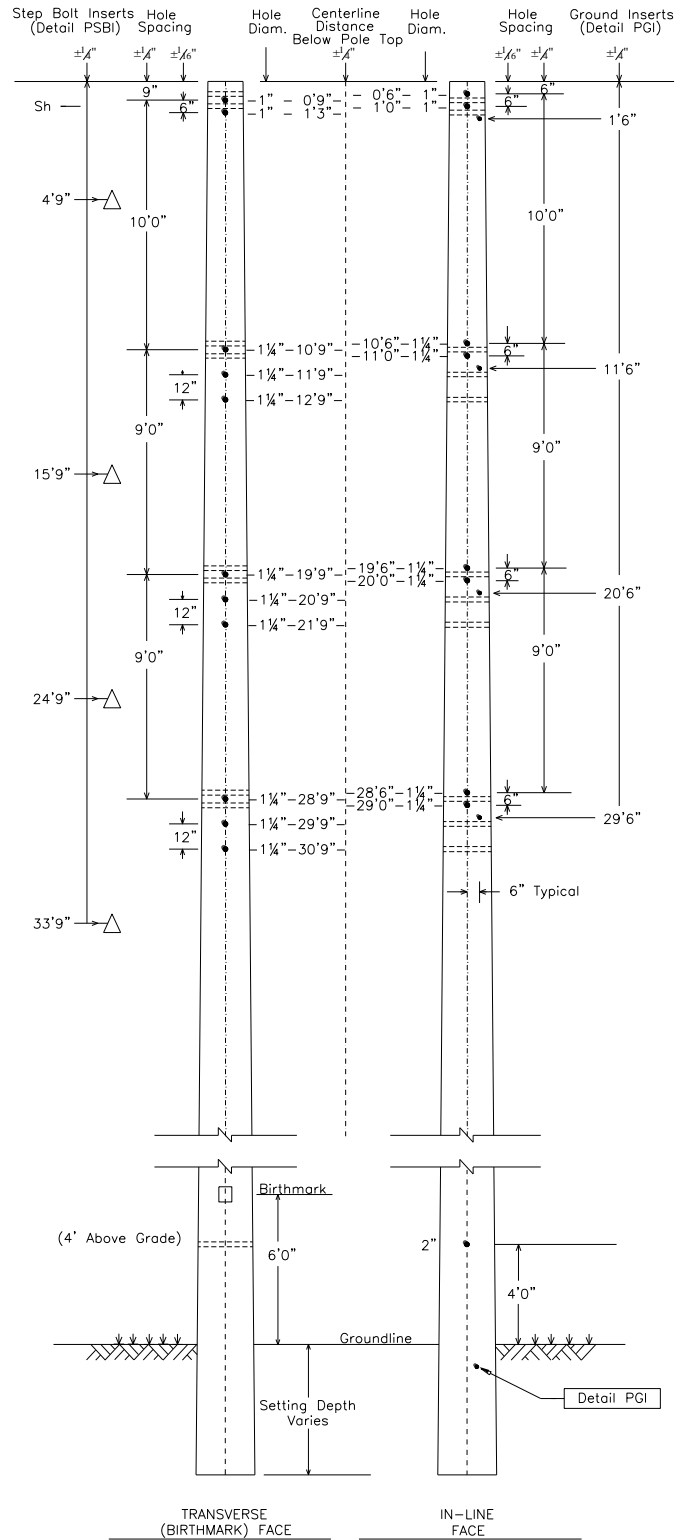 Step Bolt Inserts
(Detail PSBI)
±¼"
Hole
Spacing
±¼" ±1⁄16"
Hole
Diam.
Centerline
Distance
Below Pole Top
±¼"
Hole
Diam.
Hole
Spacing
±1⁄16" ±¼"
Ground Inserts
(Detail PGI)
±¼"
9"
6"
Sh
1" 0'9"
1" 1'3"
0'6" 1"
1'0" 1"
6"
6"
1'6"
4'9"
10'0"
10'0"
1¼"-10'9"
10'6"-1¼"
11'0"-1¼"
6"
11'6"
12"
1¼"-11'9"
1¼"-12'9"
9'0"
9'0"
15'9"
1¼"-19'9"
19'6"-1¼"
20'0"-1¼"
6"
20'6"
12"
1¼"-20'9"
1¼"-21'9"
9'0"
9'0"
24'9"
1¼"-28'9"
28'6"-1¼"
29'0"-1¼"
6"
29'6"
12"
1¼"-29'9"
1¼"-30'9"
6" Typical
33'9"
Birthmark
(4' Above Grade)
6'0"
2"
4'0"
Groundline
Setting Depth
Varies
Detail PGI
TRANSVERSE
(BIRTHMARK) FACE
IN-LINE
FACE